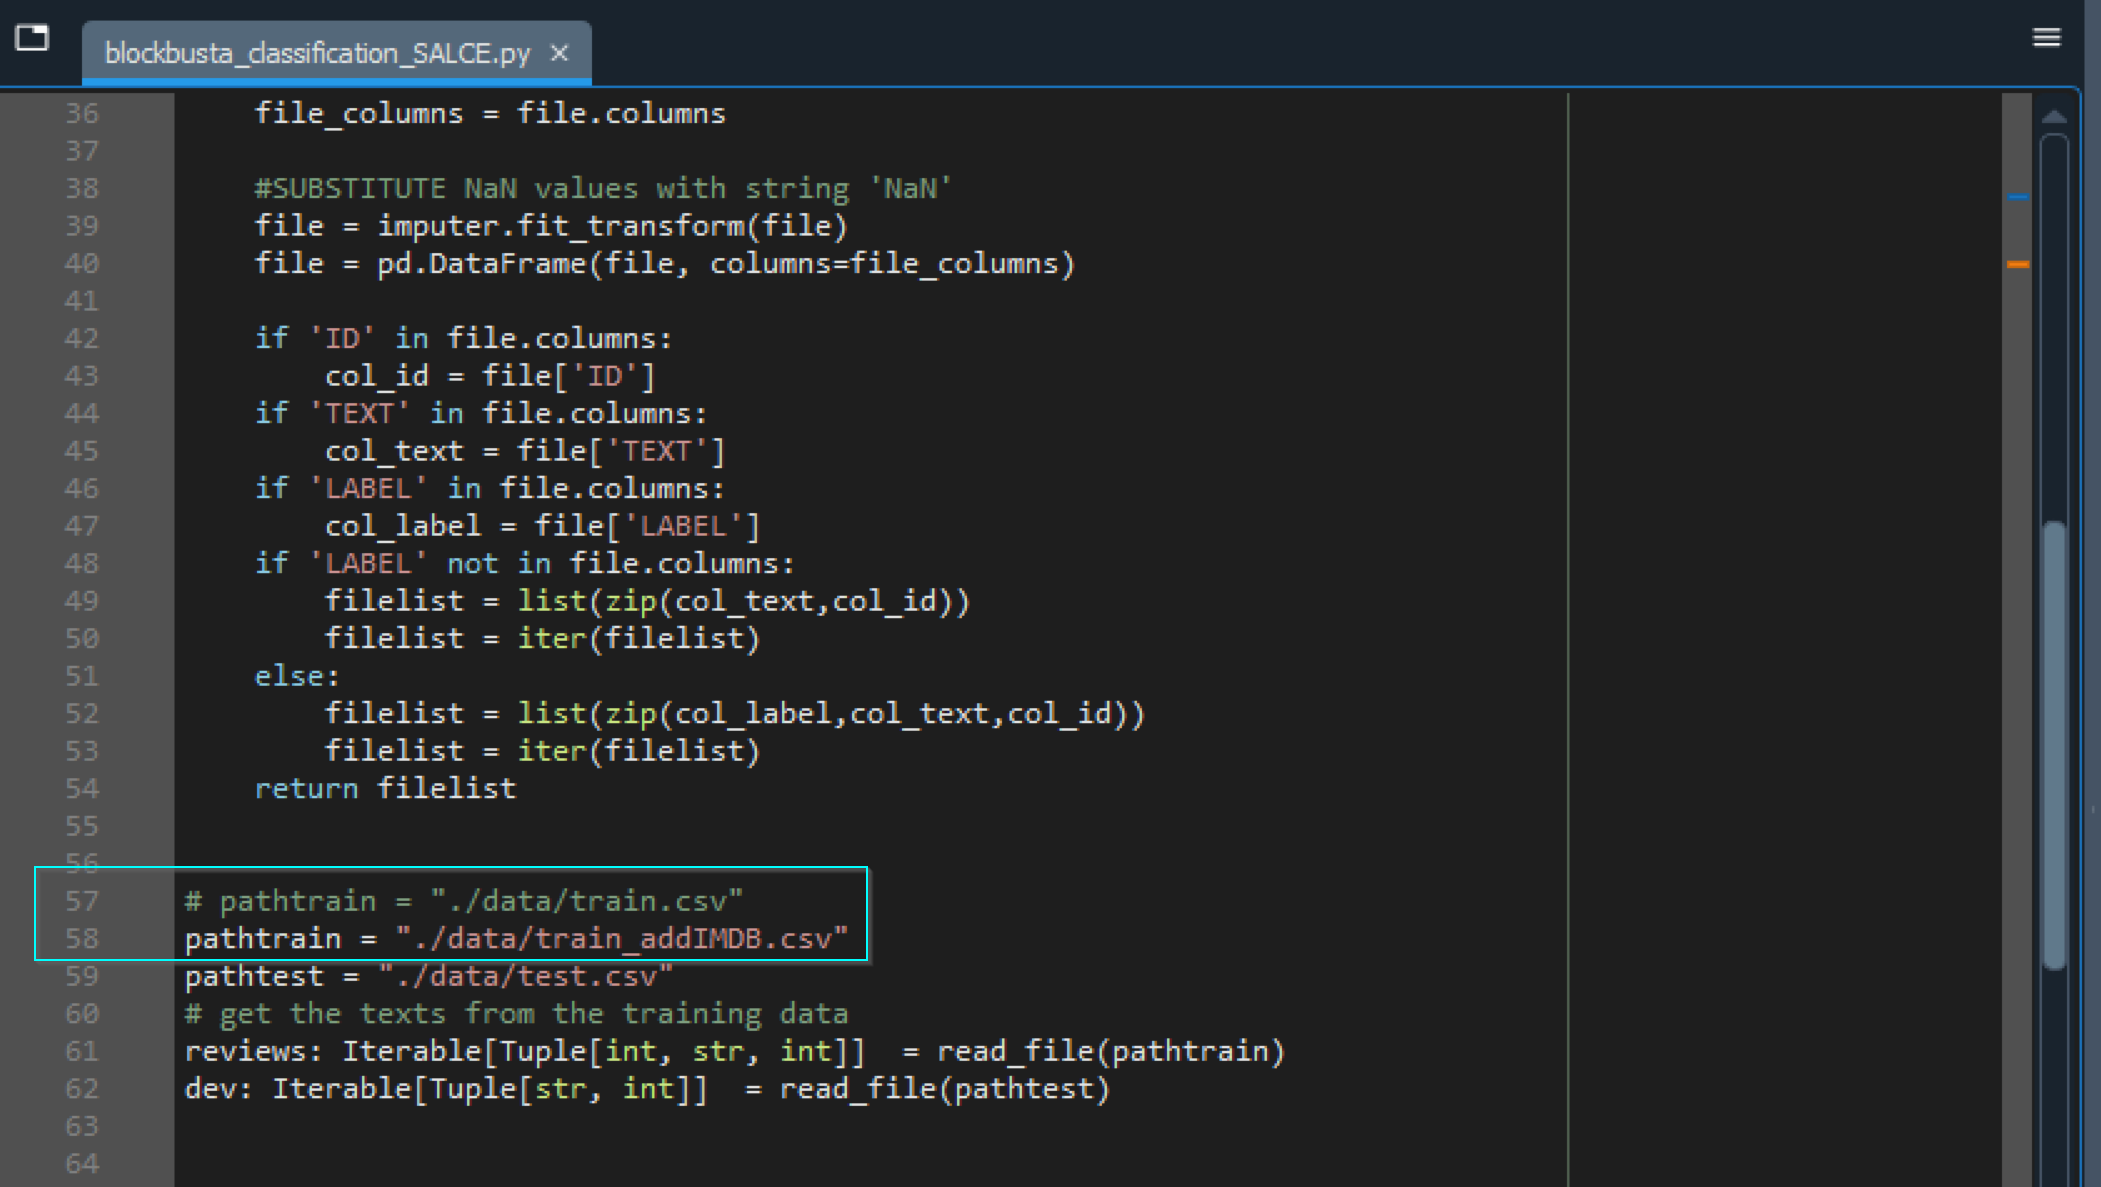 blockbusta_classification_SALCE.py ×
36 file_columns = file.columns
37
38 #SUBSTITUTE NaN values with string 'NaN'
39 file = imputer.fit_transform(file)
40 file = pd.DataFrame(file, columns=file_columns)
41
42 if 'ID' in file.columns:
43 col_id = file['ID']
44 if 'TEXT' in file.columns:
45 col_text = file['TEXT']
46 if 'LABEL' in file.columns:
47 col_label = file['LABEL']
48 if 'LABEL' not in file.columns:
49 filelist = list(zip(col_text,col_id))
50 filelist = iter(filelist)
51 else:
52 filelist = list(zip(col_label,col_text,col_id))
53 filelist = iter(filelist)
54 return filelist
55
56
57 # pathtrain = "./data/train.csv"
58 pathtrain = "./data/train_addIMDB.csv"
59 pathtest = "./data/test.csv"
60 # get the texts from the training data
61 reviews: Iterable[Tuple[int, str, int]]  = read_file(pathtrain)
62 dev: Iterable[Tuple[str, int]]  = read_file(pathtest)
63
64